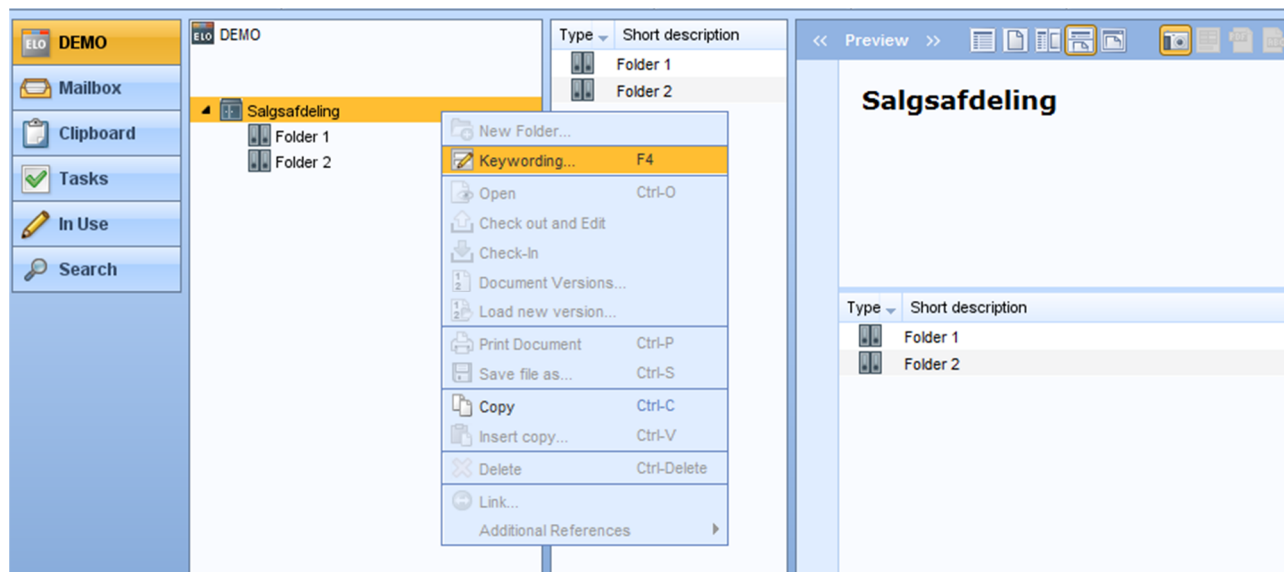 ELO DEMO
Mailbox
Clipboard
Tasks
In Use
Search
ELO DEMO
Salgsafdeling
Folder 1
Folder 2
New Folder...
Keywording... F4
Open Ctrl-O
Check out and Edit
Check-In
Document Versions...
Load new version...
Print Document Ctrl-P
Save file as... Ctrl-S
Copy Ctrl-C
Insert copy... Ctrl-V
Delete Ctrl-Delete
Link...
Additional References
Type Short description
Folder 1
Folder 2
<< Preview >>
Salgsafdeling
Type Short description
Folder 1
Folder 2